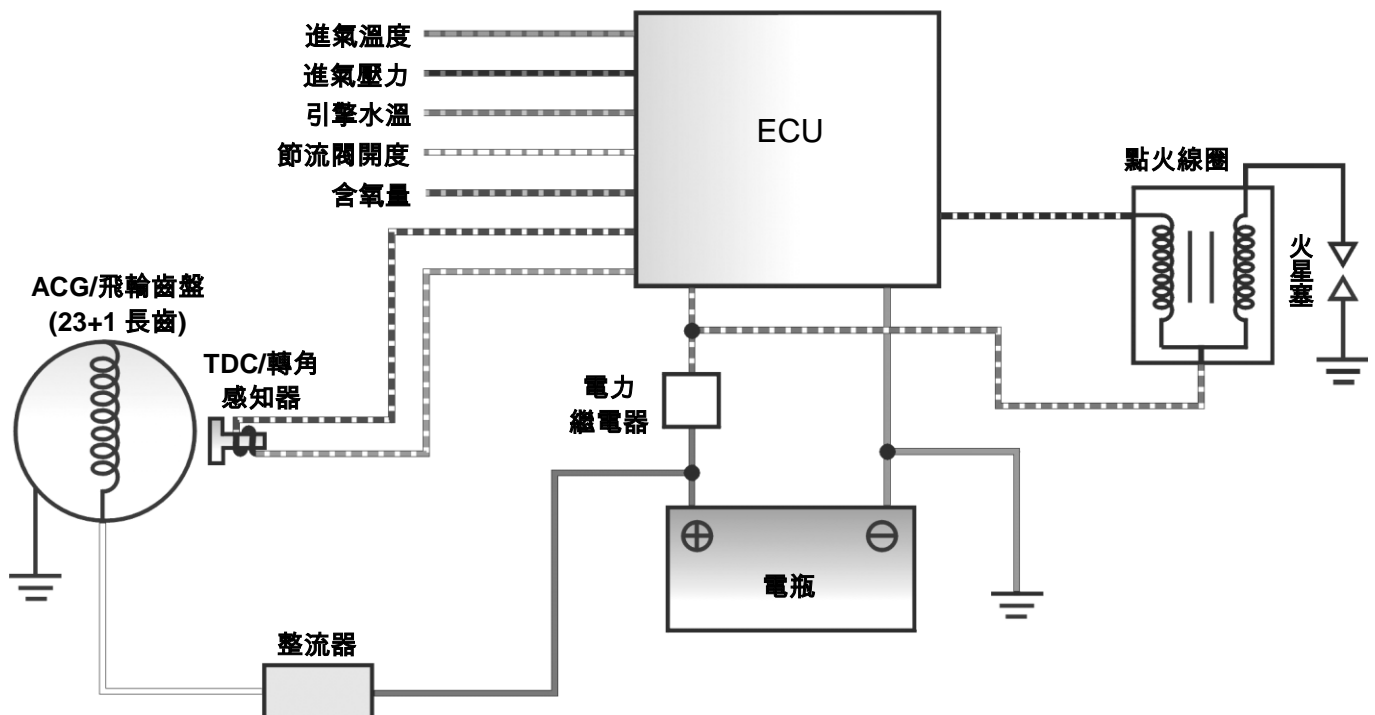 進氣溫度
進氣壓力
引擎水溫
節流閥開度
含氧量
ECU
點火線圈
火星塞
ACG/飛輪齒盤
(23+1 長齒)
TDC/轉角
感知器
電力
繼電器
電瓶
整流器